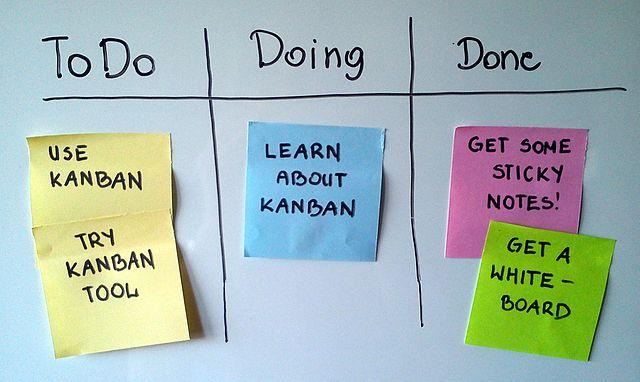 To Do
Doing
Done
USE
KANBAN
TRY
KANBAN
TOOL
LEARN
ABOUT
KANBAN
GET SOME
STICKY
NOTES!
GET A
WHITE-
BOARD